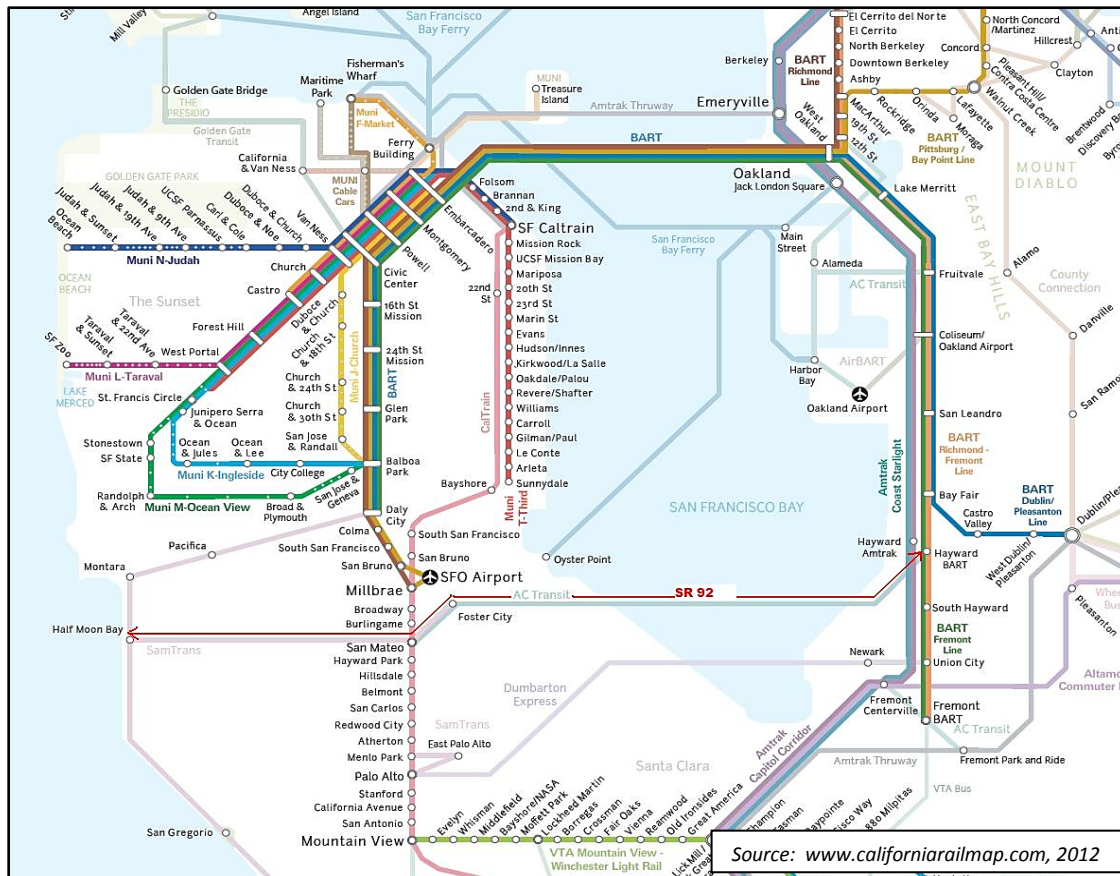 Mill Valley
Angel Island
San Francisco
Bay Ferry
El Cerrito del Norte
El Cerrito
North Berkeley
Downtown Berkeley
Ashby
North Concord
/Martinez
Hillcrest
Concord
Clayton
Pleasant Hill/
Contra Costa Centre
Walnut Creek
Brentwood
Berkeley
BART
Richmond
Line
Golden Gate Bridge
THE
PRESIDIO
Golden Gate
Transit
Maritime
Park
Fisherman's
Wharf
Muni
F-Market
MUNI
Treasure
Island
Amtrak Thruway
Emeryville
West
Oakland
MacArthur
19th St
12th St
Rockridge
Orinda
Lafayette
Moraga
BART
Pittsburg /
Bay Point Line
MOUNT
DIABLO
California
& Van Ness
Ferry
Building
MUNI
Cable
Cars
BART
Oakland
Jack London Square
Lake Merritt
EAST BAY HILLS
GOLDEN GATE PARK
Ocean
Beach
Judah & Sunset
Judah & 19th Ave
Judah & 9th Ave
UCSF Parnassus
Carl & Cole
Duboce & Noe
Duboce & Church
Van Ness
Muni N-Judah
Folsom
Brannan
2nd & King
SF Caltrain
Embarcadero
Montgomery
Powell
Civic
Center
San Francisco
Bay Ferry
Main
Street
Alameda
AC Transit
Fruitvale
Alamo
County
Connection
OCEAN
BEACH
The Sunset
Church
Castro
Forest Hill
West Portal
Mission Rock
UCSF Mission Bay
Mariposa
20th St
23rd St
Marin St
Evans
Hudson/Innes
Kirkwood/La Salle
Oakdale/Palou
Revere/Shafter
Williams
Carroll
Gilman/Paul
Le Conte
Arleta
Sunnydale
22nd
St
CalTrain
Muni
T-Third
Duboce
& Church
Church
& 18th St
Church
& 24th St
Church
& 30th St
San Jose
& Randall
Muni J-Church
16th St
Mission
24th St
Mission
BART
Glen
Park
Balboa
Park
SF Zoo
Taraval
& Sunset
Taraval
& 22nd Ave
Muni L-Taraval
LAKE
MERCED
St. Francis Circle
Junipero Serra
& Ocean
Stonestown
SF State
Ocean
& Jules
Ocean
& Lee
City College
Muni K-Ingleside
San Jose &
Geneva
Randolph
& Arch
Muni M-Ocean View
Broad &
Plymouth
Bayshore
Daly
City
Coliseum/
Oakland Airport
AirBART
Harbor
Bay
Oakland Airport
San Leandro
BART
Richmond -
Fremont
Line
Amtrak
Coast Starlight
Bay Fair
Castro
Valley
BART
Dublin/
Pleasanton
Line
West Dublin/
Pleasanton
Danville
SAN FRANCISCO BAY
Pacifica
Colma
South San Francisco
San Bruno
South San Francisco
San Bruno
Oyster Point
Hayward
Amtrak
Hayward
BART
Montara
SFO Airport
Millbrae
AC Transit
SR 92
Pleasanton
Broadway
Burlingame
Foster City
South Hayward
BART
Fremont
Line
Half Moon Bay
SamTrans
San Mateo
Hayward Park
Hillsdale
Belmont
San Carlos
Redwood City
Atherton
Menlo Park
Palo Alto
Stanford
California Avenue
San Antonio
Mountain View
Newark
Union City
Dumbarton
Express
SamTrans
East Palo Alto
Fremont
Centerville
Fremont
BART
AC Transit
Amtrak
Capitol Corridor
Amtrak Thruway
Fremont Park and Ride
VTA Bus
Santa Clara
San Gregorio
Evelyn
Whisman
Middlefield
Bayshore/NASA
Moffett Park
Lockheed Martin
Borregas
Crossman
Fair Oaks
Vienna
Reamwood
Old Ironsides
Great America
VTA Mountain View -
Winchester Light Rail
Source: www.californiarailmap.com, 2012